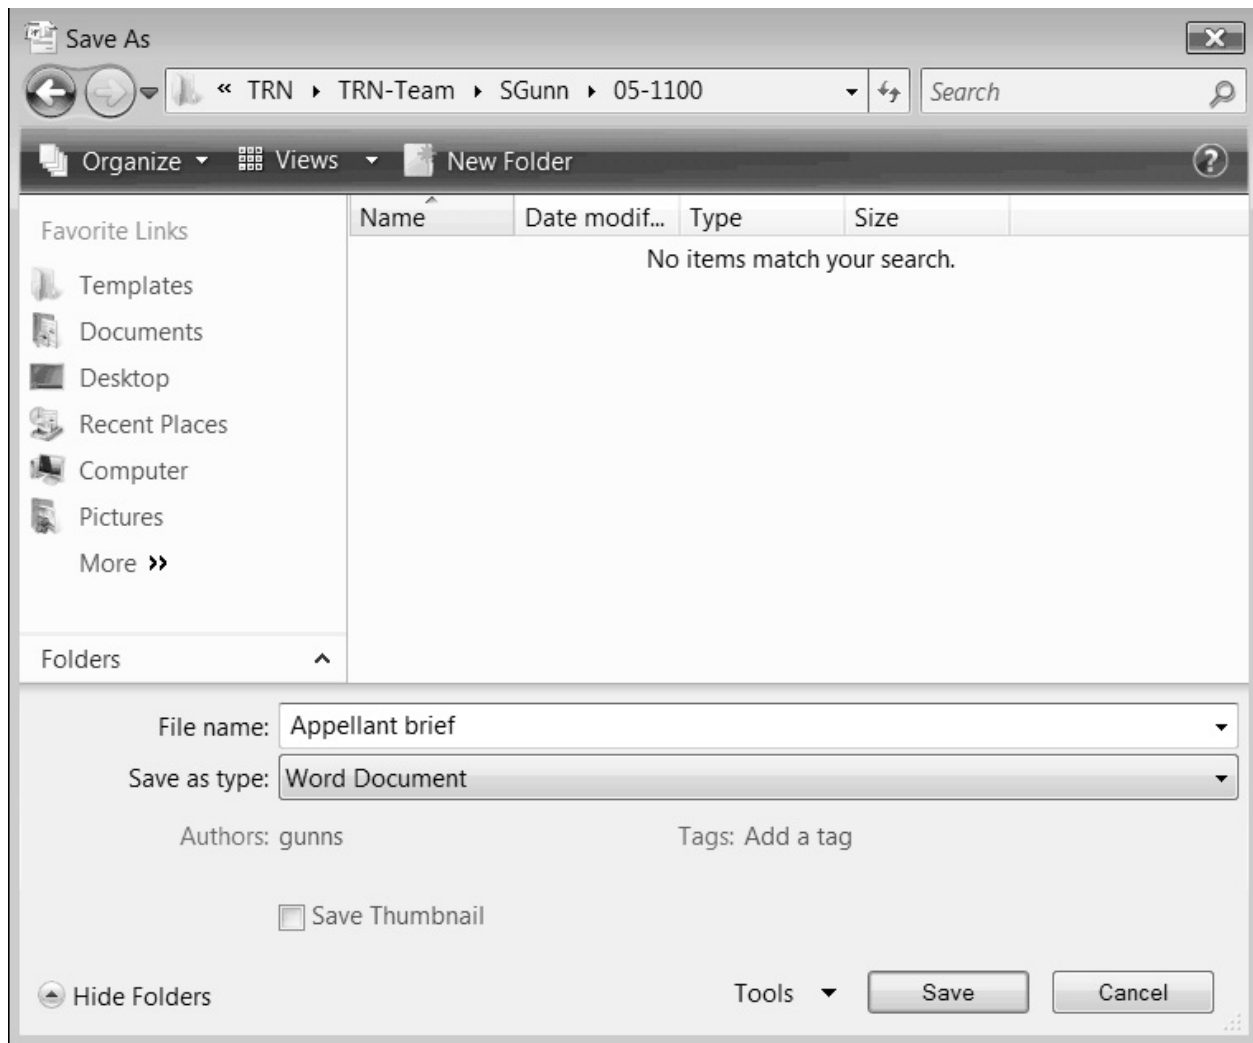 Save As
« TRN ▸ TRN-Team ▸ SGunn ▸ 05-1100 Search
Organize Views New Folder ?
Favorite Links Name Date modif... Type Size
No items match your search.
Templates
Documents
Desktop
Recent Places
Computer
Pictures
More »
Folders
File name: Appellant brief
Save as type: Word Document
Authors: gunns Tags: Add a tag
Save Thumbnail
Hide Folders Tools Save Cancel